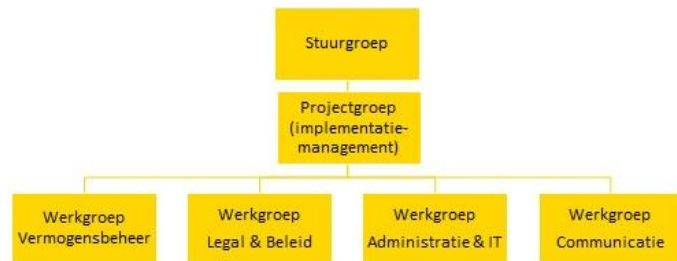 Stuurgroep
Projectgroep
(implementatie-
management)
Werkgroep
Vermogensbeheer
Werkgroep
Legal & Beleid
Werkgroep
Administratie & IT
Werkgroep
Communicatie